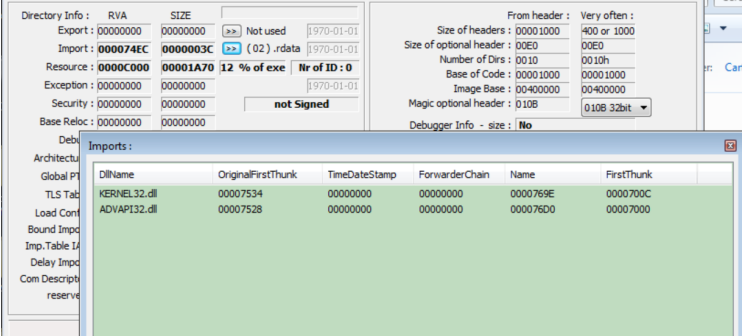 Directory Info : RVA SIZE
Export : 00000000 00000000 >> Not used 1970-01-01
Import : 000074EC 0000003C >> (02) .rdata 1970-01-01
Resource : 0000C000 00001A70 12 % of exe Nr of ID : 0
Exception : 00000000 00000000 1970-01-01
Security : 00000000 00000000 not Signed
Base Reloc : 00000000 00000000
Debu
Architectu
Global PT
TLS Tab
Load Conf
Bound Impo
Imp.Table IA
Delay Impo
Com Descripto
reserve
From header : Very often :
Size of headers : 00001000 400 or 1000
Size of optional header : 00E0 00E0
Number of Dirs : 0010 0010h
Base of Code : 00001000 00001000
Image Base : 00400000 00400000
Magic optional header : 010B 010B 32bit
Debugger Info - size : No
er: Can
Imports :
DllName OriginalFirstThunk TimeDateStamp ForwarderChain Name FirstThunk
KERNEL32.dll 00007534 00000000 00000000 0000769E 0000700C
ADVAPI32.dll 00007528 00000000 00000000 000076D0 00007000